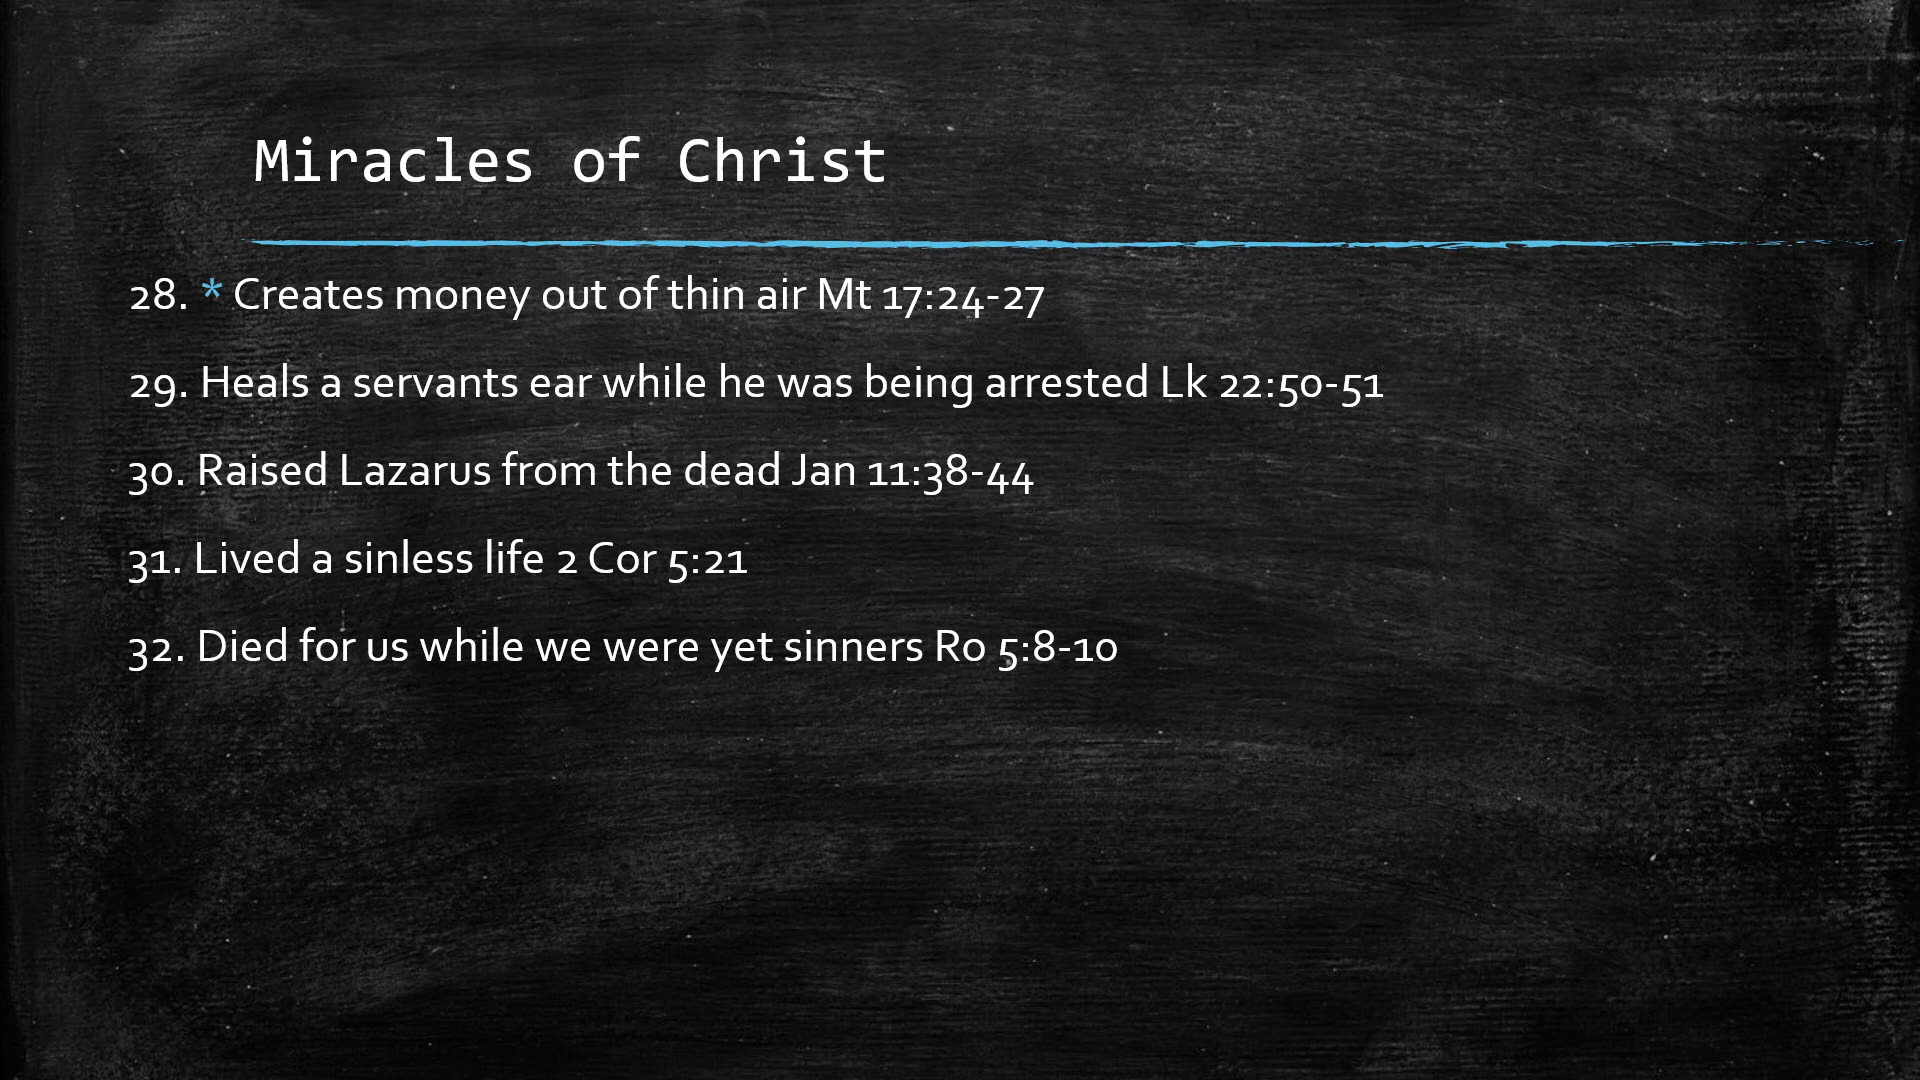 Miracles of Christ
28. * Creates money out of thin air Mt 17:24-27
29. Heals a servants ear while he was being arrested Lk 22:50-51
30. Raised Lazarus from the dead Jan 11:38-44
31. Lived a sinless life 2 Cor 5:21
32. Died for us while we were yet sinners Ro 5:8-10